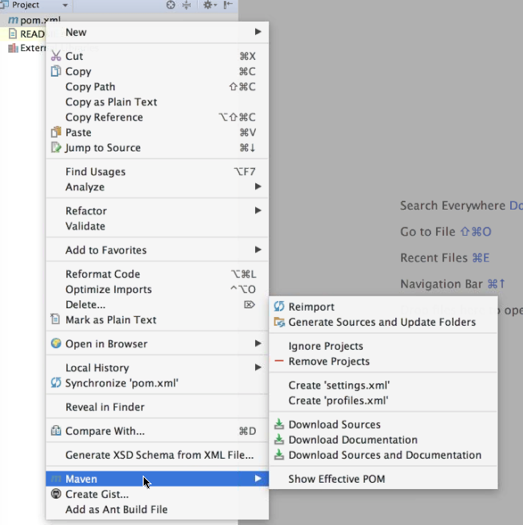 Project
pom.xml
READ
Extern
New
Cut ⌘X
Copy ⌘C
Copy Path ⇧⌘C
Copy as Plain Text
Copy Reference ⌥⇧⌘C
Paste ⌘V
Jump to Source ⌘↓
Find Usages ⌥F7
Analyze
Refactor
Validate
Add to Favorites
Reformat Code ⌥⌘L
Optimize Imports ^⌥O
Delete... ⌦
Mark as Plain Text
Open in Browser
Local History
Synchronize 'pom.xml'
Reveal in Finder
Compare With... ⌘D
Generate XSD Schema from XML File...
Maven
Create Gist...
Add as Ant Build File
Reimport
Generate Sources and Update Folders
Ignore Projects
Remove Projects
Create 'settings.xml'
Create 'profiles.xml'
Download Sources
Download Documentation
Download Sources and Documentation
Show Effective POM
Search Everywhere Do
Go to File ⇧⌘O
Recent Files ⌘E
Navigation Bar ⌘↑
ope